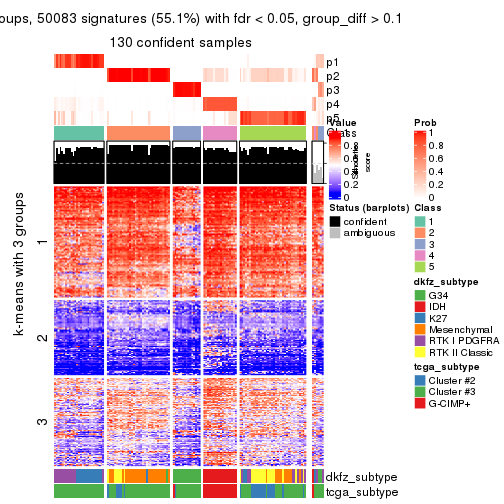 oups, 50083 signatures (55.1%) with fdr < 0.05, group_diff > 0.1
130 confident samples
p1
p2
p3
p4
p5
Class
Silhouette
score
k-means with 3 groups
1
2
3
dkfz_subtype
tcga_subtype
Value
1
0.8
0.6
0.4
0.2
0
Status (barplots)
confident
ambiguous
Prob
1
0.8
0.6
0.4
0.2
0
Class
1
2
3
4
5
dkfz_subtype
G34
IDH
K27
Mesenchymal
RTK I PDGFRA
RTK II Classic
tcga_subtype
Cluster #2
Cluster #3
G-CIMP+